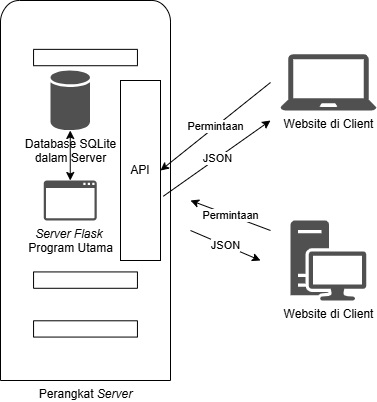 Permintaan
Website di Client
Database SQLite
dalam Server
JSON
API
Permintaan
Server Flask
Program Utama
JSON
Website di Client
Perangkat Server